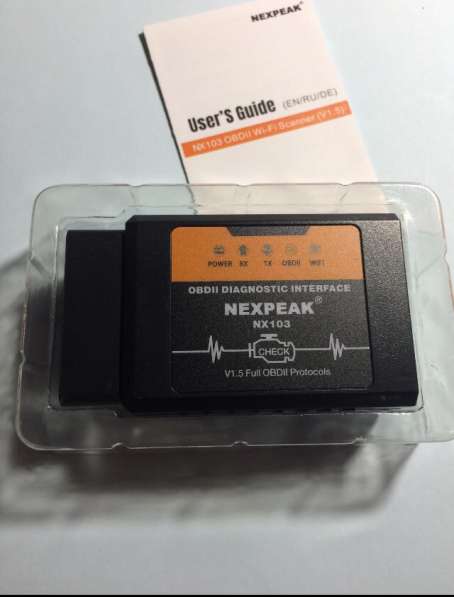 NEXPEAK®
User'S Guide (EN/RU/DE)
NX103 OBDII Wi-Fi Scanner (V1.5)
POWER RX TX OBDII WIFI
OBDII DIAGNOSTIC INTERFACE
NEXPEAK®
NX103
CHECK
V1.5 Full OBDII Protocols